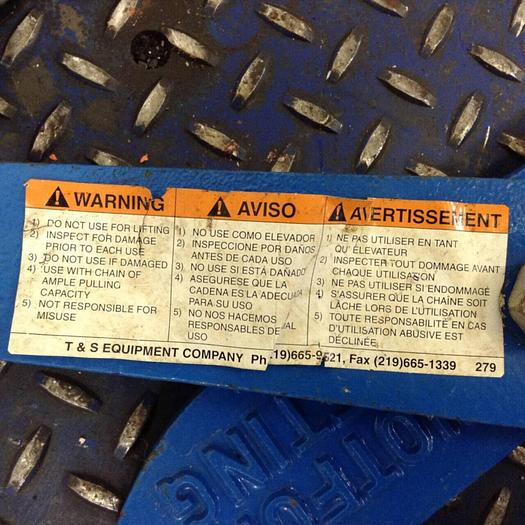 WARNING
1) DO NOT USE FOR LIFTING
2) INSPECT FOR DAMAGE
PRIOR TO EACH USE
3) DO NOT USE IF DAMAGED
4) USE WITH CHAIN OF
AMPLE PULLING
CAPACITY
5) NOT RESPONSIBLE FOR
MISUSE
AVISO
1) NO USE COMO ELEVADOR
2) INSPECCIONE POR DAÑOS
ANTES DE CADA USO
3) NO USE SI ESTÁ DAÑADO
4) ASEGURESE QUE LA
CADENA ES LA ADECUADA
PARA SU USO
5) NO NOS HACEMOS
RESPONSABLES DE
USO
AVERTISSEMENT
1) NE PAS UTILISER EN TANT
QU'ÉLEVATEUR
2) INSPECTER TOUT DOMMAGE AVANT
CHAQUE UTILISATION
3) NE PAS UTILISER SI ENDOMMAGÉ
4) S'ASSURER QUE LA CHAÎNE SOIT
LÂCHE LORS DE L'UTILISATION
5) TOUTE RESPONSABILITÉ EN CAS
D'UTILISATION ABUSIVE EST
DÉCLINÉE
T & S EQUIPMENT COMPANY Ph 19)665-9521, Fax (219)665-1339 279
NOT FOR
LIFTING